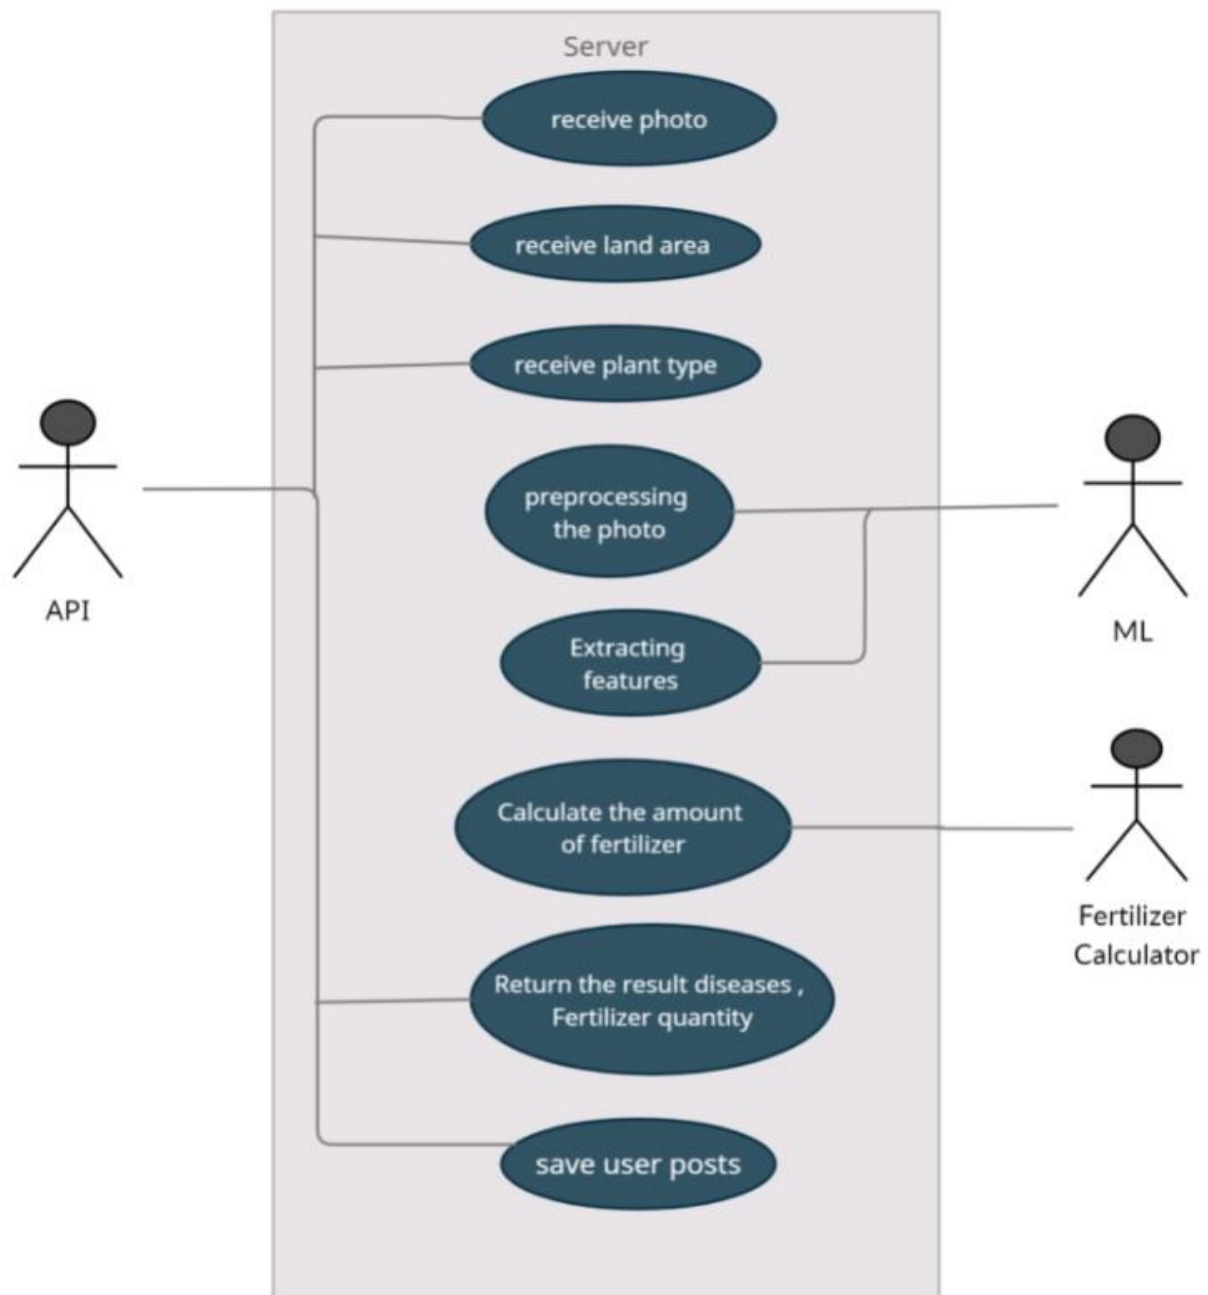 Server
receive photo
receive land area
receive plant type
preprocessing
the photo
Extracting
features
Calculate the amount
of fertilizer
Return the result diseases ,
Fertilizer quantity
save user posts
API
ML
Fertilizer
Calculator